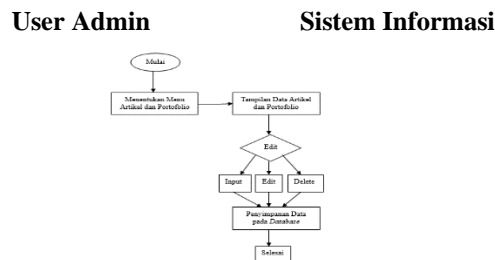 User Admin Sistem Informasi
Mulai
Menentukan Menu
Artikel dan Portofolio
Tampilan Data Artikel
dan Portofolio
Edit
Input Edit Delete
Penyimpanan Data
pada Database
Selesai